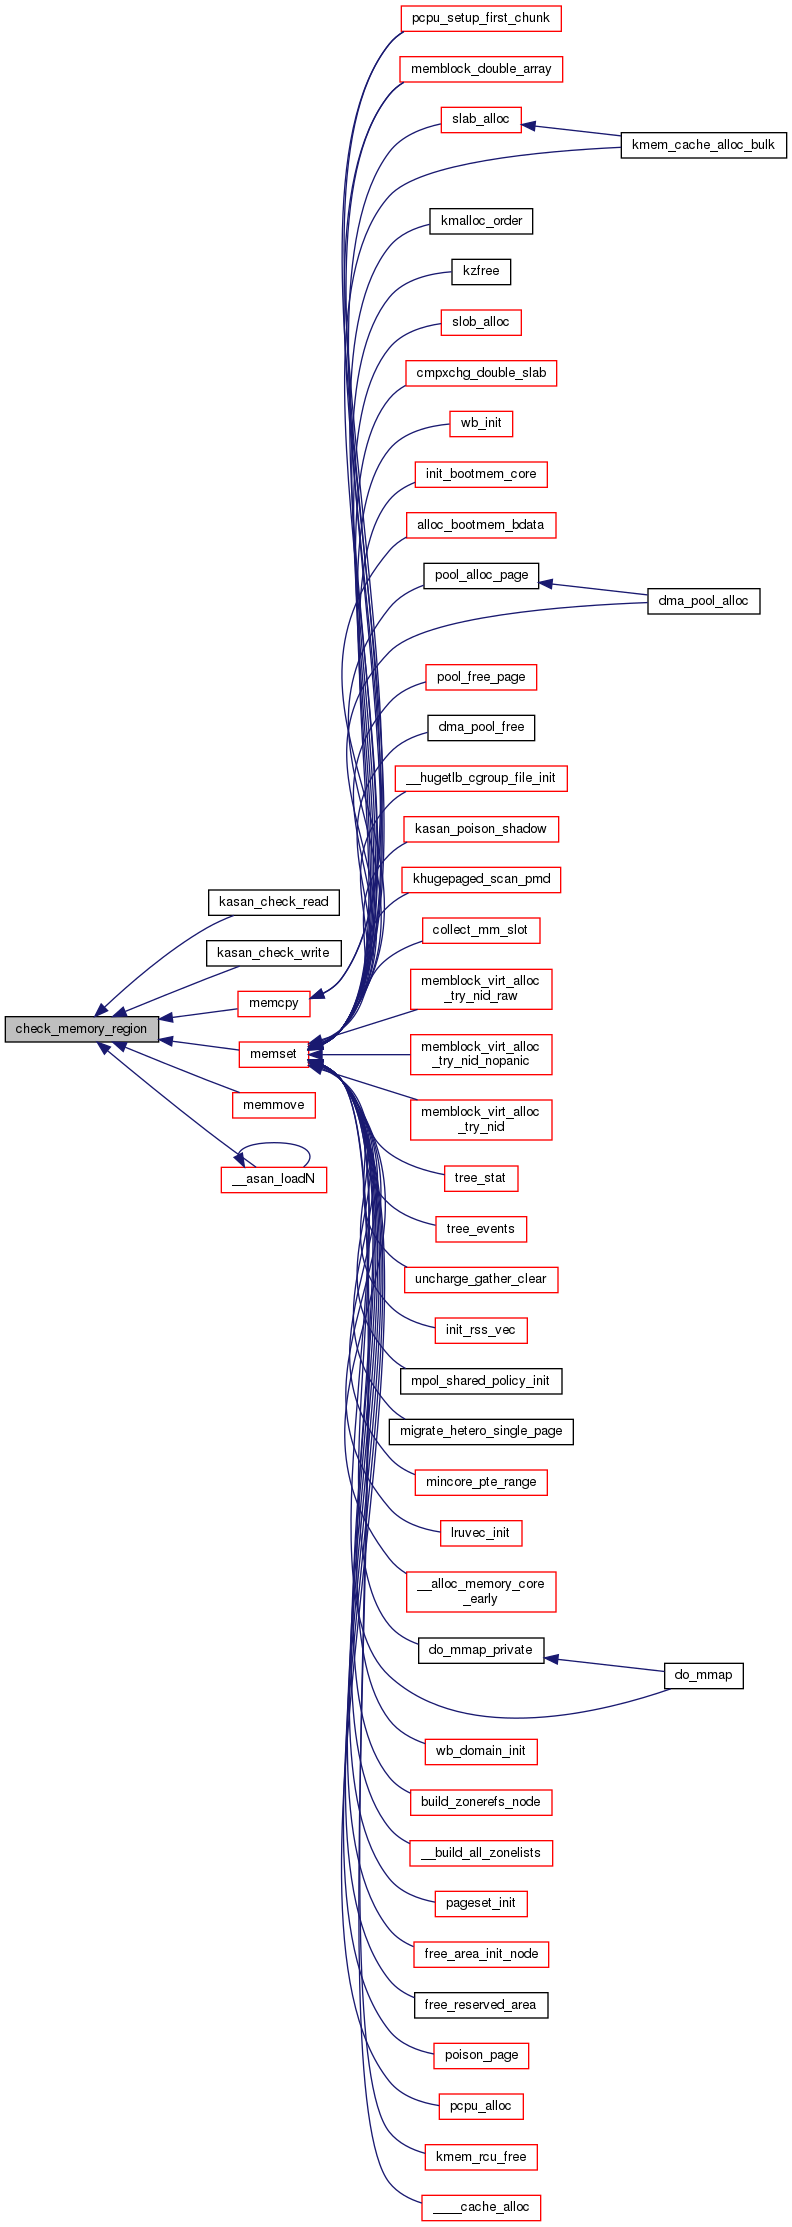 pcpu_setup_first_chunk
memblock_double_array
slab_alloc
kmem_cache_alloc_bulk
kmalloc_order
kzfree
slob_alloc
cmpxchg_double_slab
wb_init
init_bootmem_core
alloc_bootmem_bdata
pool_alloc_page
dma_pool_alloc
pool_free_page
dma_pool_free
__hugetlb_cgroup_file_init
kasan_poison_shadow
khugepaged_scan_pmd
kasan_check_read
collect_mm_slot
kasan_check_write
memblock_virt_alloc
_try_nid_raw
memcpy
check_memory_region
memset
memblock_virt_alloc
_try_nid_nopanic
memmove
memblock_virt_alloc
_try_nid
__asan_loadN
tree_stat
tree_events
uncharge_gather_clear
init_rss_vec
mpol_shared_policy_init
migrate_hetero_single_page
mincore_pte_range
lruvec_init
__alloc_memory_core
_early
do_mmap_private
do_mmap
wb_domain_init
build_zonerefs_node
__build_all_zonelists
pageset_init
free_area_init_node
free_reserved_area
poison_page
pcpu_alloc
kmem_rcu_free
____cache_alloc